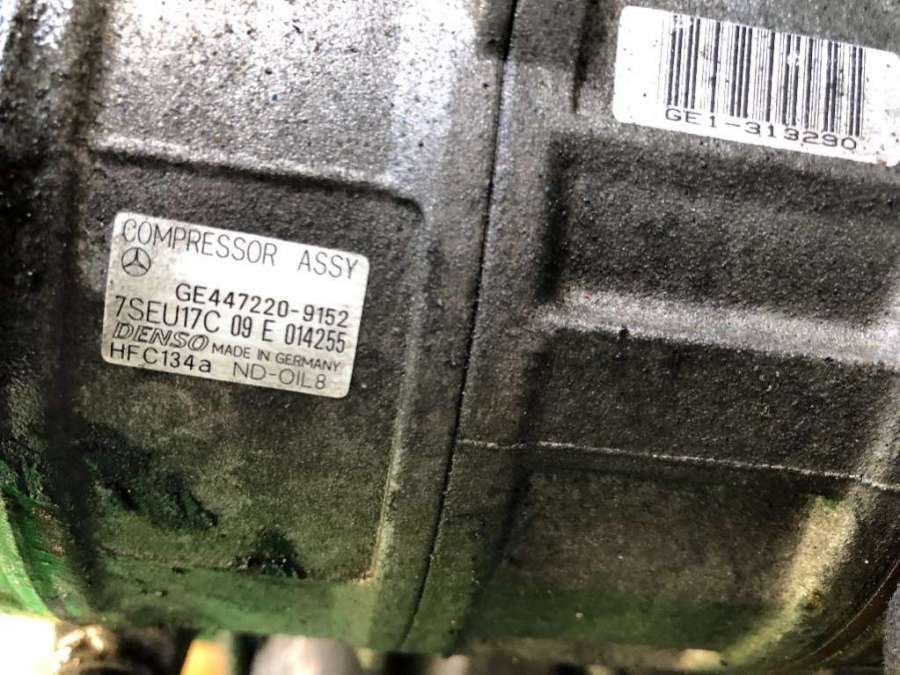 GE1-313290
COMPRESSOR ASSY
GE447220-9152
7SEU17C 09 E 014255
DENSO MADE IN GERMANY
HFC134a ND-OIL8